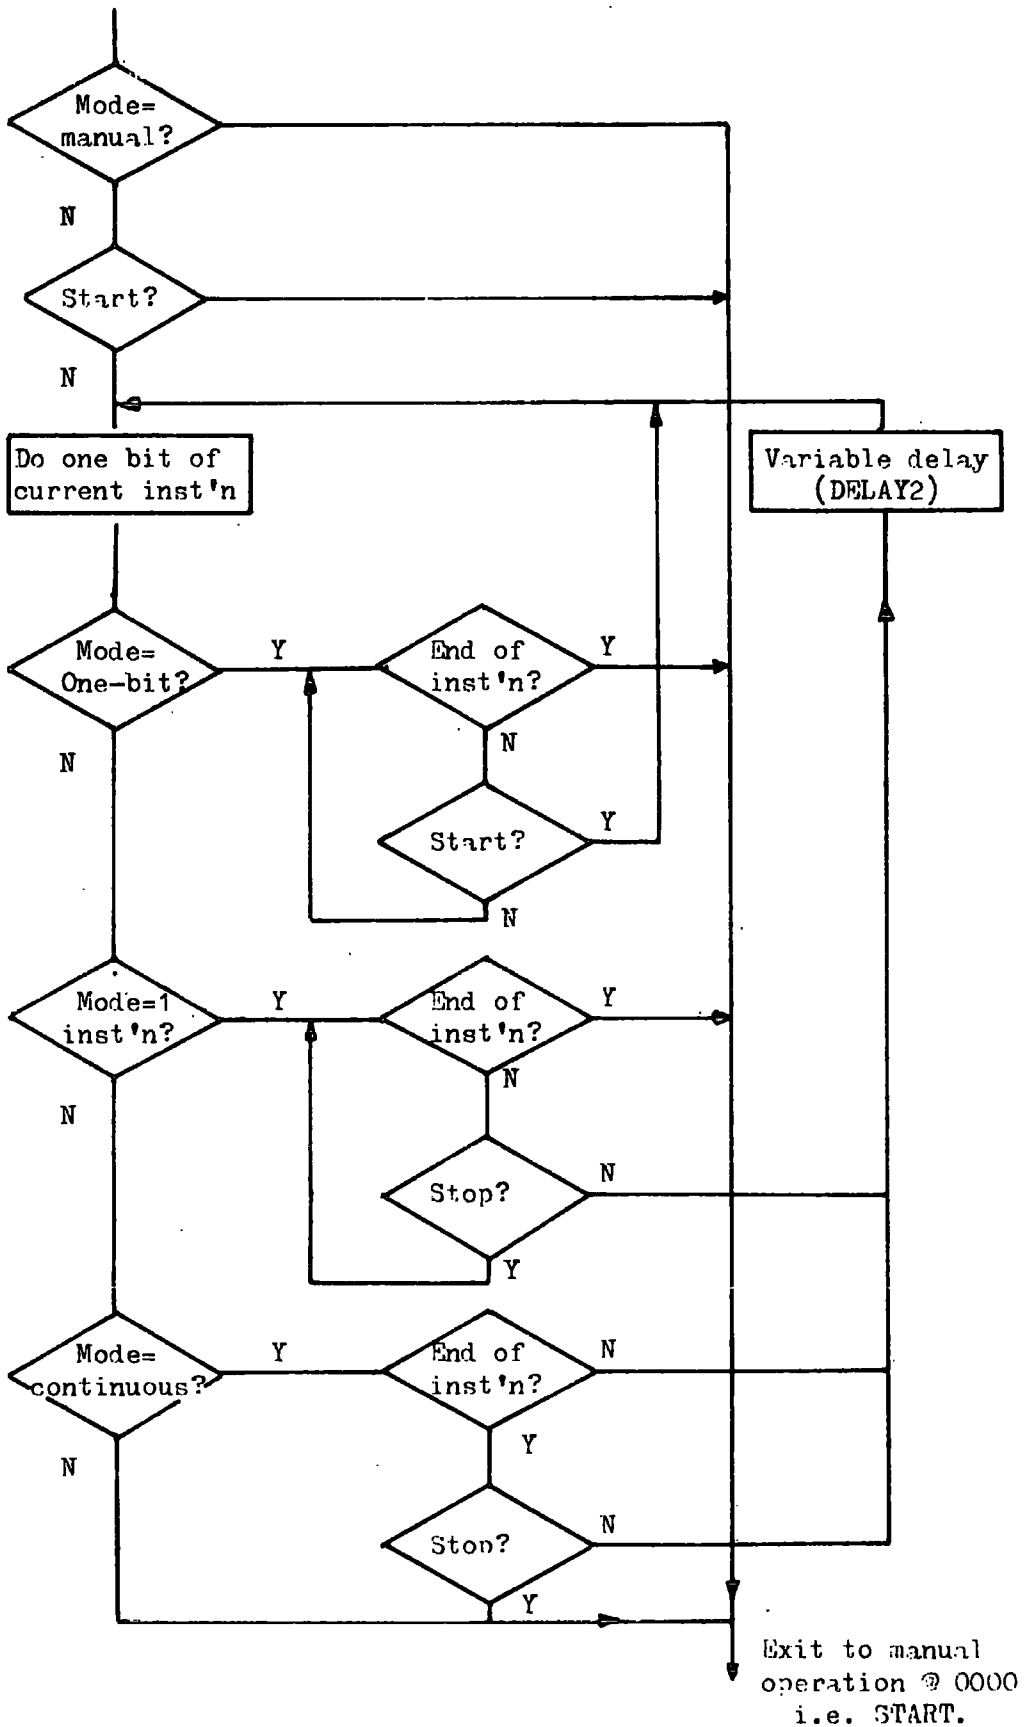 Mode=
manual?
N
Start?
N
Do one bit of
current inst'n
Variable delay
(DELAY2)
Mode=
One-bit?
Y
End of
inst'n?
Y
N
N
Start?
Y
N
Mode=1
inst'n?
Y
End of
inst'n?
Y
N
N
Stop?
N
Y
Mode=
continuous?
Y
End of
inst'n?
N
Y
N
Stop?
N
Y
Exit to manual
operation @ 0000
i.e. START.